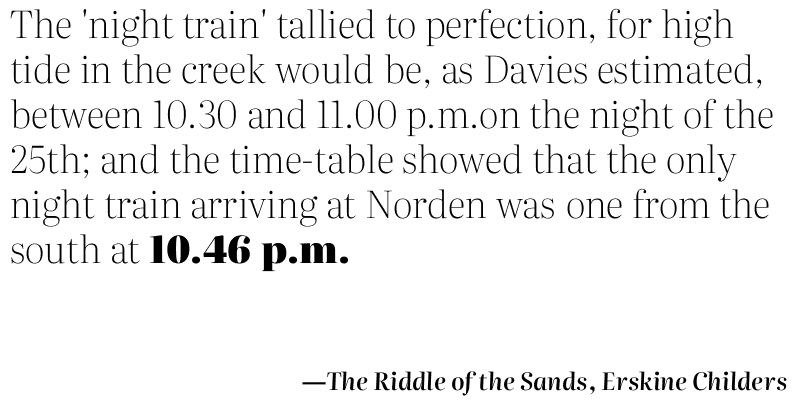 The 'night train' tallied to perfection, for high
tide in the creek would be, as Davies estimated,
between 10.30 and 11.00 p.m.on the night of the
25th; and the time-table showed that the only
night train arriving at Norden was one from the
south at 10.46 p.m.
—The Riddle of the Sands, Erskine Childers